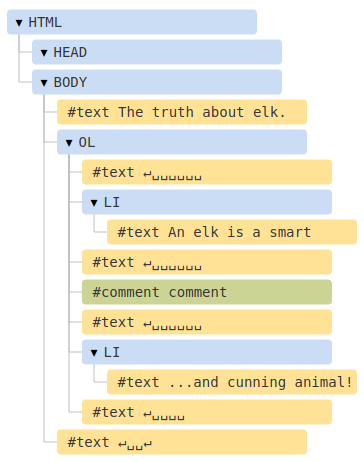 ▼ HTML
▼ HEAD
▼ BODY
#text The truth about elk.
▼ OL
#text ↵␣␣␣␣␣␣
▼ LI
#text An elk is a smart
#text ↵␣␣␣␣␣␣
#comment comment
#text ↵␣␣␣␣␣␣
▼ LI
#text ...and cunning animal!
#text ↵␣␣␣␣
#text ↵␣␣↵